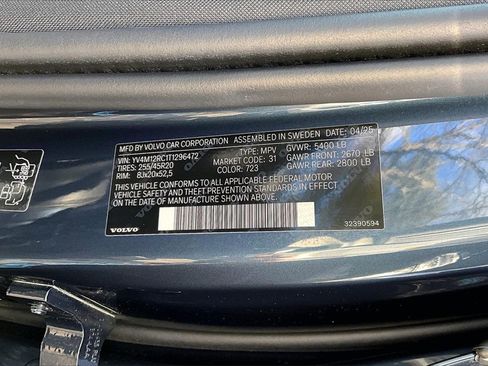 MFD BY VOLVO CAR CORPORATION ASSEMBLED IN SWEDEN 04/25
VIN: YV4M12RC1T1296472 TYPE: MPV GVWR: 5400 LB
TIRES: 255/45R20 MARKET CODE: 31 GAWR FRONT: 2670 LB
RIM: 8Jx20x52,5 COLOR: 723 GAWR REAR: 2800 LB
THIS VEHICLE CONFORMS TO ALL APPLICABLE FEDERAL MOTOR
VEHICLE SAFETY AND THEFT PREVENTION STANDARDS IN EFFECT
ON THE DATE OF MANUFACTURE SHOWN ABOVE.
VOLVO 32390594